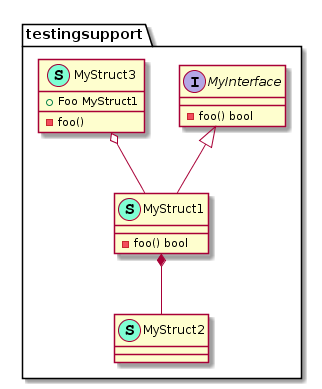 testingsupport
S MyStruct3
Foo MyStruct1
foo()
I MyInterface
foo() bool
S MyStruct1
foo() bool
S MyStruct2